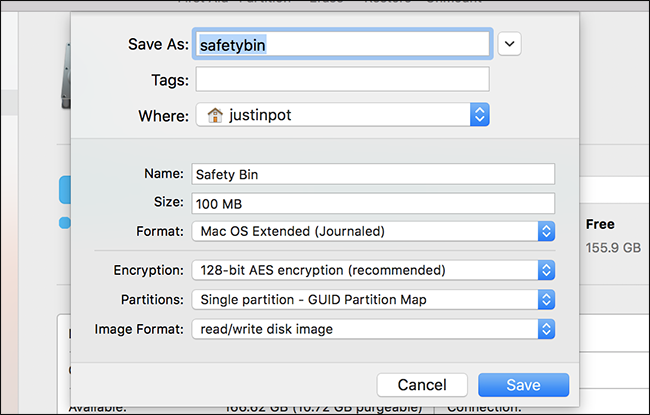 First Aid Partition Erase Restore Unmount
Save As: safetybin
Tags:
Where: justinpot
Name: Safety Bin
Size: 100 MB
Format: Mac OS Extended (Journaled)
Free
155.9 GB
Encryption: 128-bit AES encryption (recommended)
Partitions: Single partition - GUID Partition Map
Image Format: read/write disk image
Cancel Save
Available: 166.62 GB (10.72 GB purgeable) Connection: